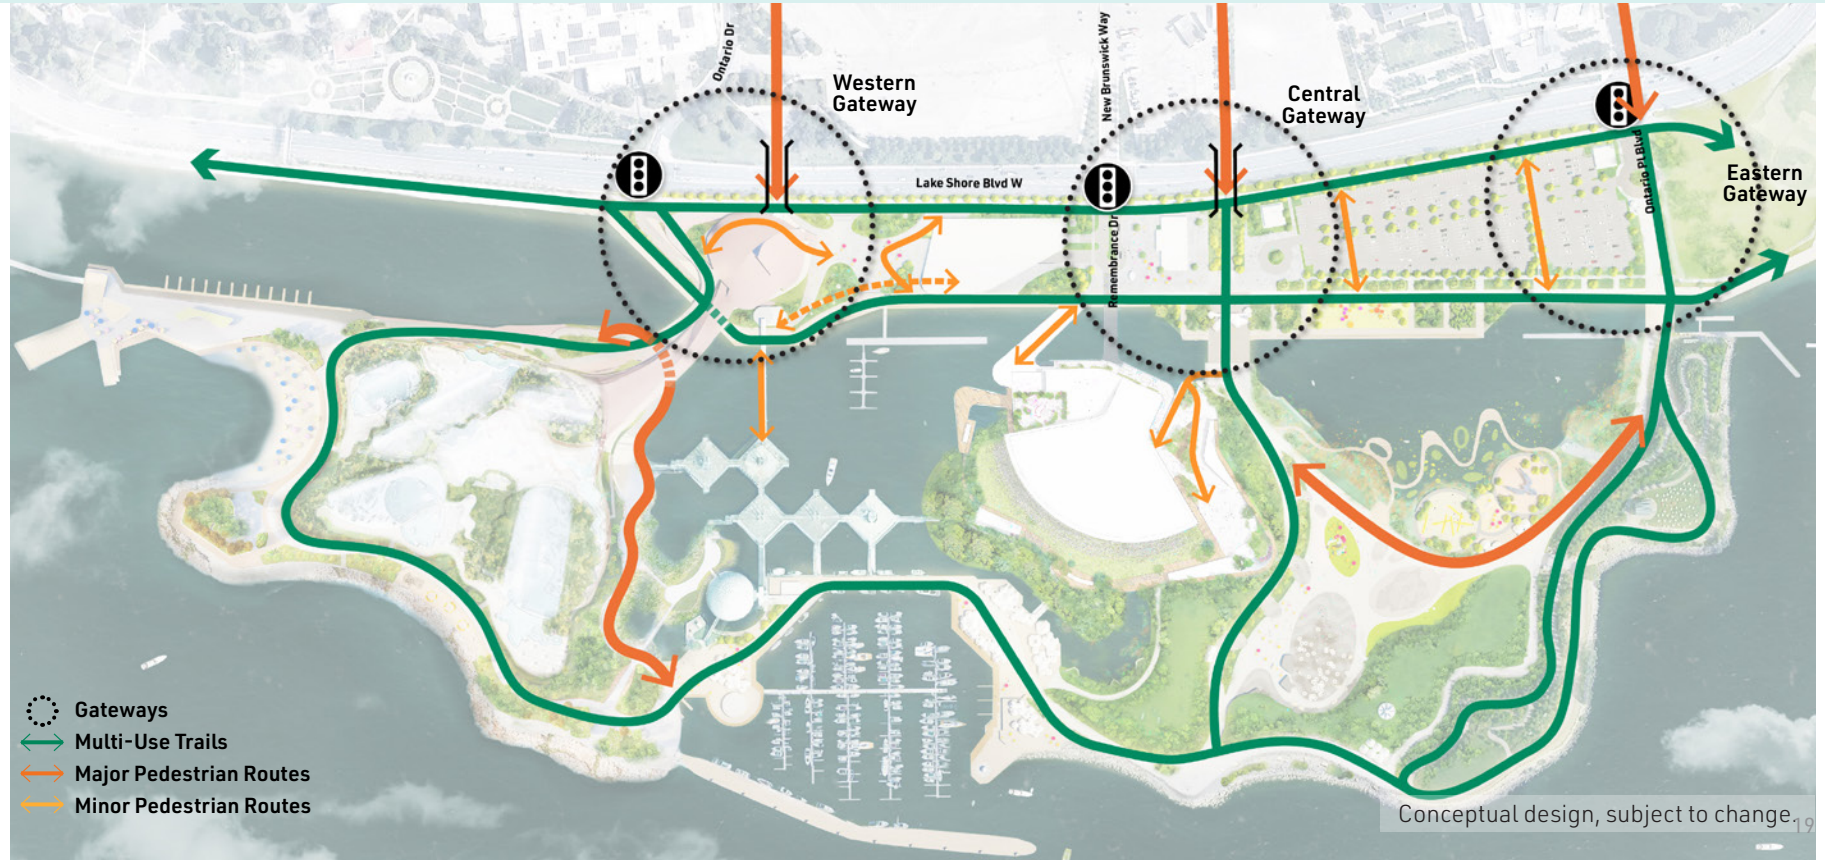 Ontario Dr
Western
Gateway
New Brunswick Way
Central
Gateway
Lake Shore Blvd W
Remembrance Dr
Ontario Pl Blvd
Eastern
Gateway
Gateways
Multi-Use Trails
Major Pedestrian Routes
Minor Pedestrian Routes
Conceptual design, subject to change.
19